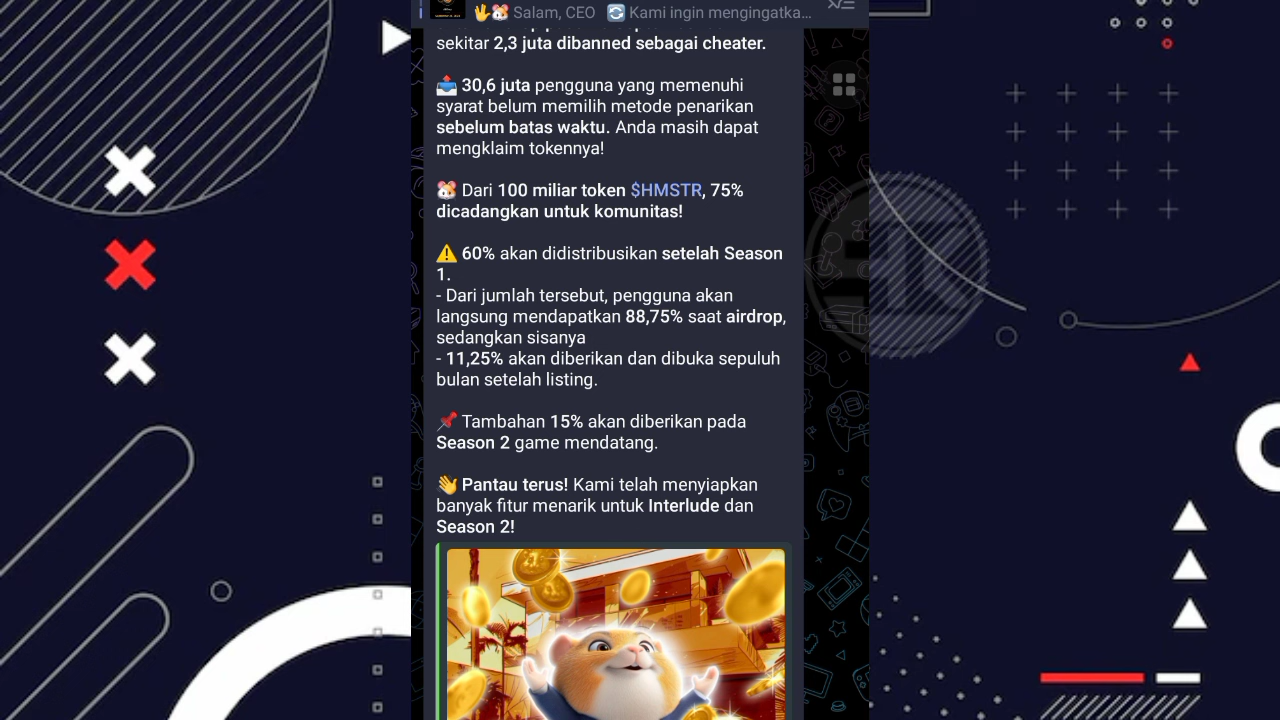 Salam, CEO Kami ingin mengingatka...
sekitar 2,3 juta dibanned sebagai cheater.
30,6 juta pengguna yang memenuhi
syarat belum memilih metode penarikan
sebelum batas waktu. Anda masih dapat
mengklaim tokennya!
Dari 100 miliar token $HMSTR, 75%
dicadangkan untuk komunitas!
60% akan didistribusikan setelah Season
1.
- Dari jumlah tersebut, pengguna akan
langsung mendapatkan 88,75% saat airdrop,
sedangkan sisanya
- 11,25% akan diberikan dan dibuka sepuluh
bulan setelah listing.
Tambahan 15% akan diberikan pada
Season 2 game mendatang.
Pantau terus! Kami telah menyiapkan
banyak fitur menarik untuk Interlude dan
Season 2!